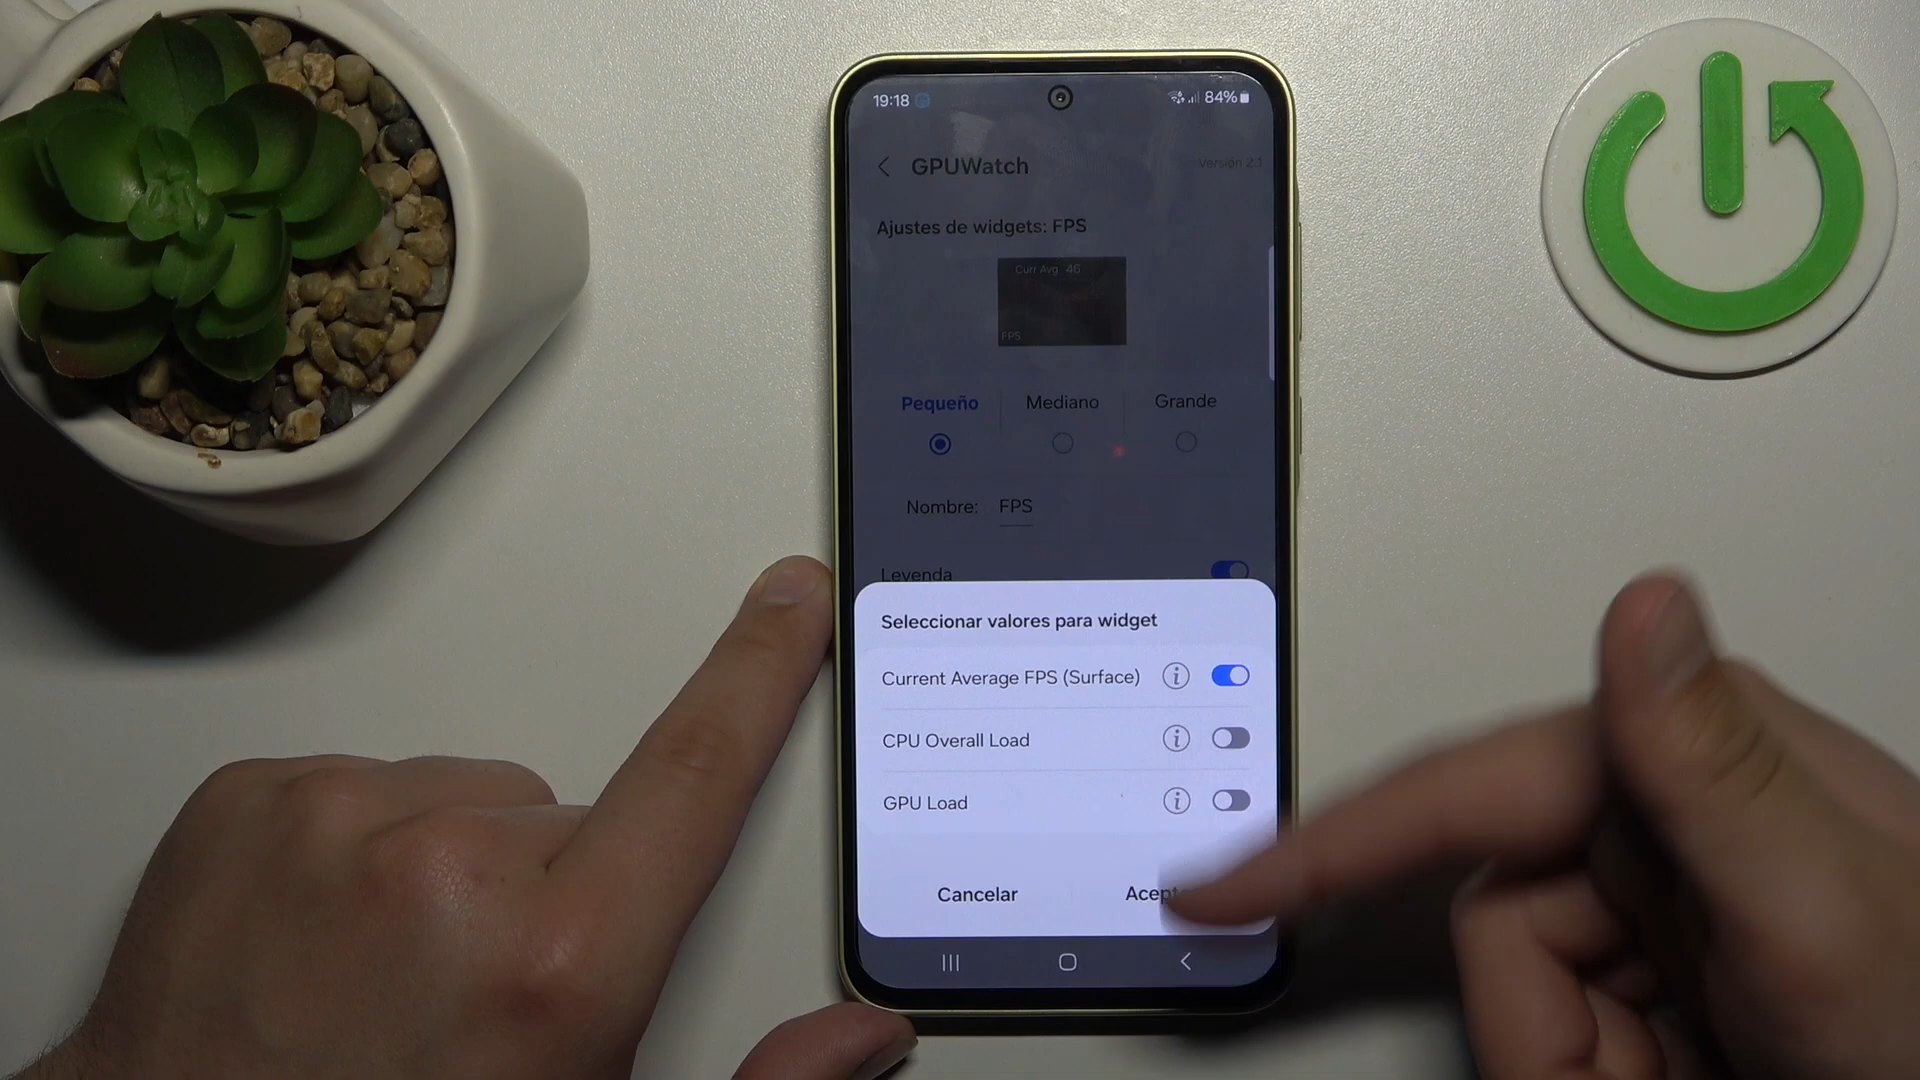 19:18
84%
GPUWatch
Versión 2.1
Ajustes de widgets: FPS
Curr Avg 46
FPS
Pequeño
Mediano
Grande
Nombre: FPS
Leyenda
Seleccionar valores para widget
Current Average FPS (Surface)
CPU Overall Load
GPU Load
Cancelar